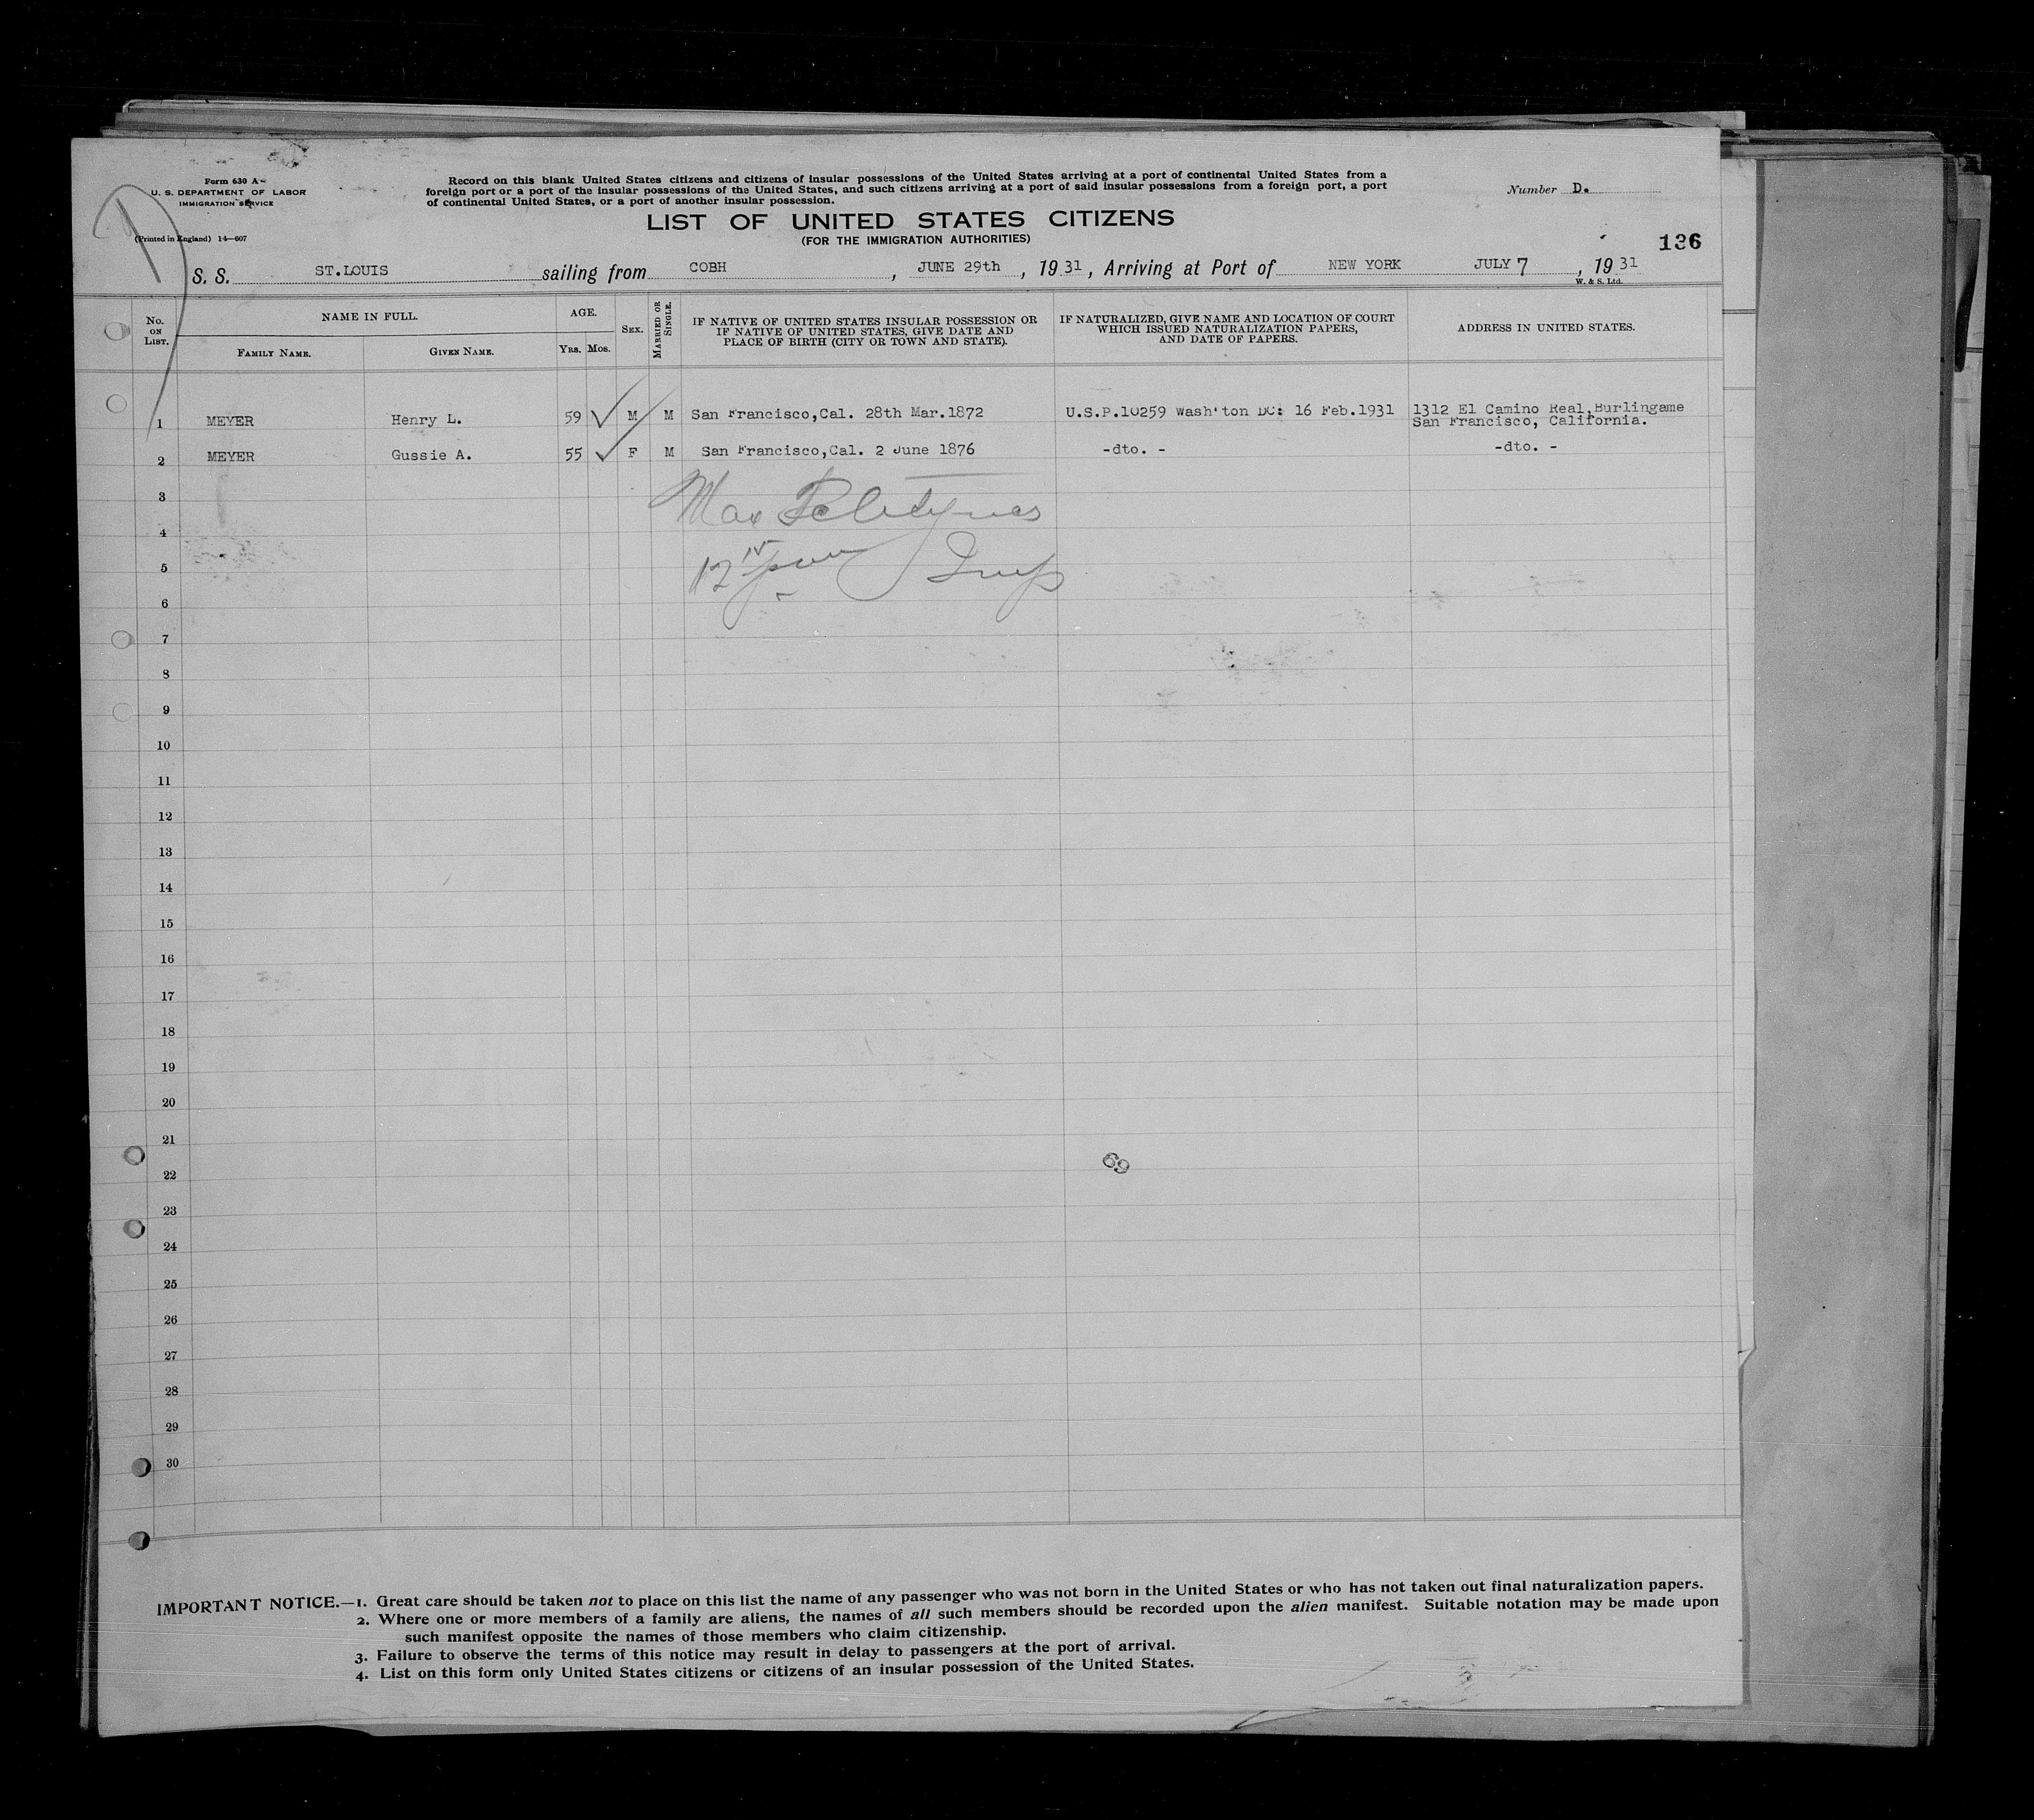 Form 630 A
U. S. DEPARTMENT OF LABOR
IMMIGRATION SERVICE
(Printed in England) 14—607
Record on this blank United States citizens and citizens of insular possessions of the United States arriving at a port of continental United States from a
foreign port or a port of the insular possessions of the United States, and such citizens arriving at a port of said insular possessions from a foreign port, a port
of continental United States, or a port of another insular possession.
Number D.
LIST OF UNITED STATES CITIZENS
(FOR THE IMMIGRATION AUTHORITIES)
136
S. S. ST.LOUIS sailing from COBH, JUNE 29th, 1931, Arriving at Port of NEW YORK JULY 7, 1931
W. & S. Ltd.
No. ON LIST.
NAME IN FULL.
FAMILY NAME.
GIVEN NAME.
AGE.
YRS. MOS.
SEX.
MARRIED OR SINGLE.
IF NATIVE OF UNITED STATES INSULAR POSSESSION OR
IF NATIVE OF UNITED STATES, GIVE DATE AND
PLACE OF BIRTH (CITY OR TOWN AND STATE).
IF NATURALIZED, GIVE NAME AND LOCATION OF COURT
WHICH ISSUED NATURALIZATION PAPERS,
AND DATE OF PAPERS.
ADDRESS IN UNITED STATES.
1 MEYER Henry L. 59 M M San Francisco,Cal. 28th Mar.1872 U.S.P.10259 Wash'ton DC: 16 Feb.1931 1312 El Camino Real,Burlingame
San Francisco, California.
2 MEYER Gussie A. 55 F M San Francisco,Cal. 2 June 1876 -dto. - -dto. -
3
Max
4
5
12
6
7
8
9
10
11
12
13
14
15
16
17
18
19
20
21
69
22
23
24
25
26
27
28
29
30
IMPORTANT NOTICE.—1. Great care should be taken not to place on this list the name of any passenger who was not born in the United States or who has not taken out final naturalization papers.
2. Where one or more members of a family are aliens, the names of all such members should be recorded upon the alien manifest. Suitable notation may be made upon
such manifest opposite the names of those members who claim citizenship.
3. Failure to observe the terms of this notice may result in delay to passengers at the port of arrival.
4. List on this form only United States citizens or citizens of an insular possession of the United States.